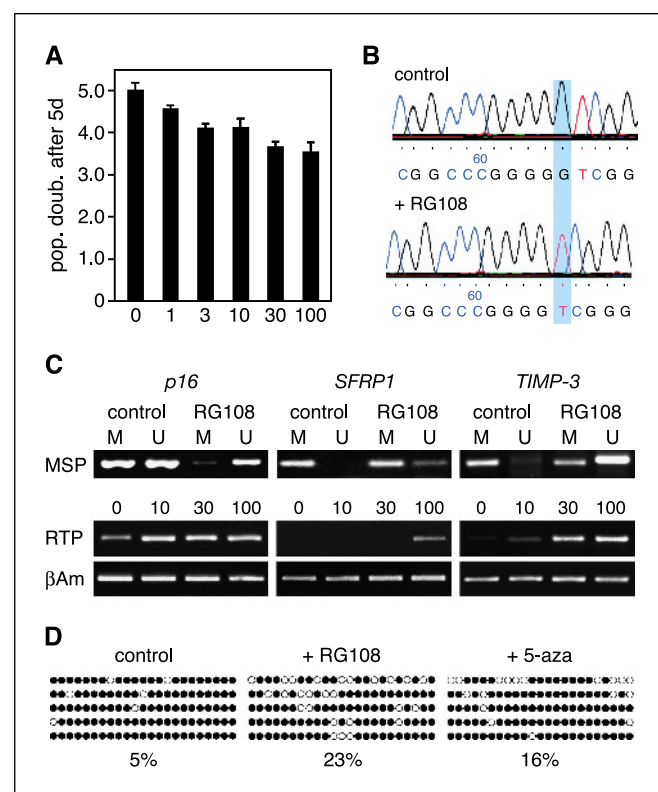 A
pop. doub. after 5d
5.0
4.0
3.0
2.0
1.0
0
0 1 3 10 30 100
B
control
60
CGGCCCGGGGGTCGG
+ RG108
60
CGGCCCGGGGTCGGG
C
p16 SFRP1 TIMP-3
control RG108 control RG108 control RG108
M U M U M U M U M U M U
MSP
0 10 30 100 0 10 30 100 0 10 30 100
RTP
βAm
D
control + RG108 + 5-aza
5% 23% 16%